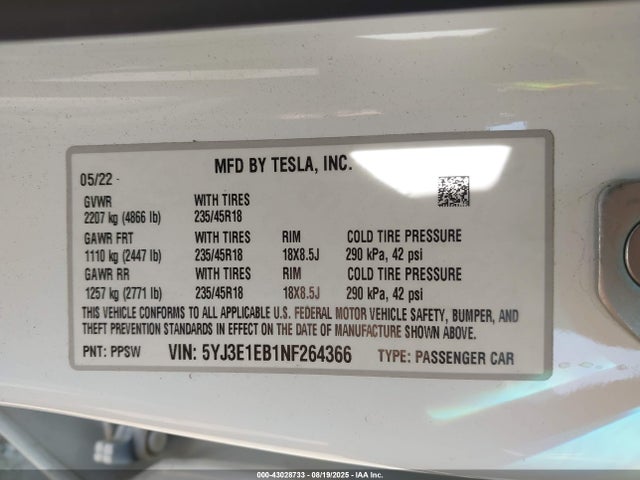 MFD BY TESLA, INC.
05/22
GVWR WITH TIRES
2207 kg (4866 lb) 235/45R18
GAWR FRT WITH TIRES RIM COLD TIRE PRESSURE
1110 kg (2447 lb) 235/45R18 18X8.5J 290 kPa, 42 psi
GAWR RR WITH TIRES RIM COLD TIRE PRESSURE
1257 kg (2771 lb) 235/45R18 18X8.5J 290 kPa, 42 psi
THIS VEHICLE CONFORMS TO ALL APPLICABLE U.S. FEDERAL MOTOR VEHICLE SAFETY, BUMPER, AND
THEFT PREVENTION STANDARDS IN EFFECT ON THE DATE OF MANUFACTURE SHOWN ABOVE.
PNT: PPSW VIN: 5YJ3E1EB1NF264366 TYPE: PASSENGER CAR
000-43028733 - 08/19/2025 - IAA Inc.